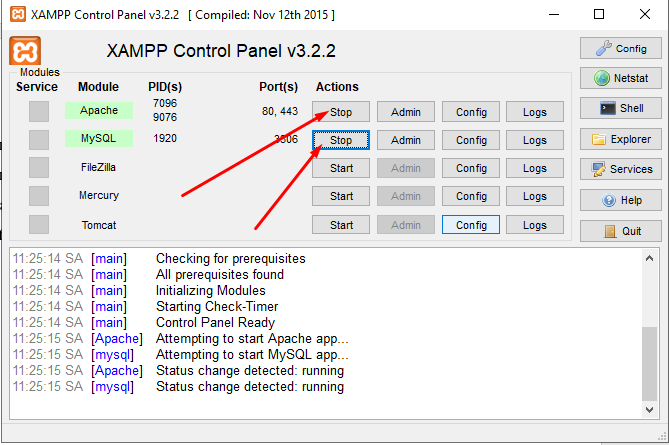 XAMPP Control Panel v3.2.2 [ Compiled: Nov 12th 2015 ]
XAMPP Control Panel v3.2.2
Config
Modules
Service Module PID(s) Port(s) Actions
Netstat
Apache 7096 9076 80, 443 Stop Admin Config Logs
Shell
MySQL 1920 3306 Stop Admin Config Logs
Explorer
FileZilla Start Admin Config Logs
Services
Mercury Start Admin Config Logs
Help
Tomcat Start Admin Config Logs
Quit
11:25:14 SA [main] Checking for prerequisites
11:25:14 SA [main] All prerequisites found
11:25:14 SA [main] Initializing Modules
11:25:14 SA [main] Starting Check-Timer
11:25:14 SA [main] Control Panel Ready
11:25:15 SA [Apache] Attempting to start Apache app...
11:25:15 SA [mysql] Attempting to start MySQL app...
11:25:15 SA [Apache] Status change detected: running
11:25:15 SA [mysql] Status change detected: running